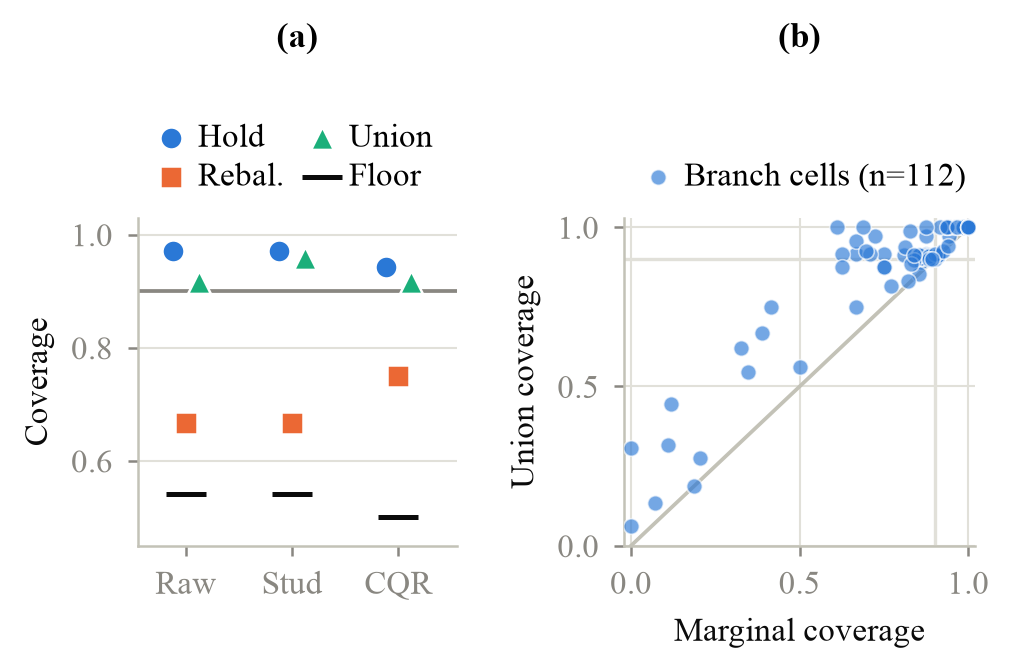 (a)
Hold
Union
Rebal.
Floor
1.0
0.8
0.6
Coverage
Raw
Stud
CQR
(b)
Branch cells (n=112)
1.0
0.5
0.0
Union coverage
0.0
0.5
1.0
Marginal coverage